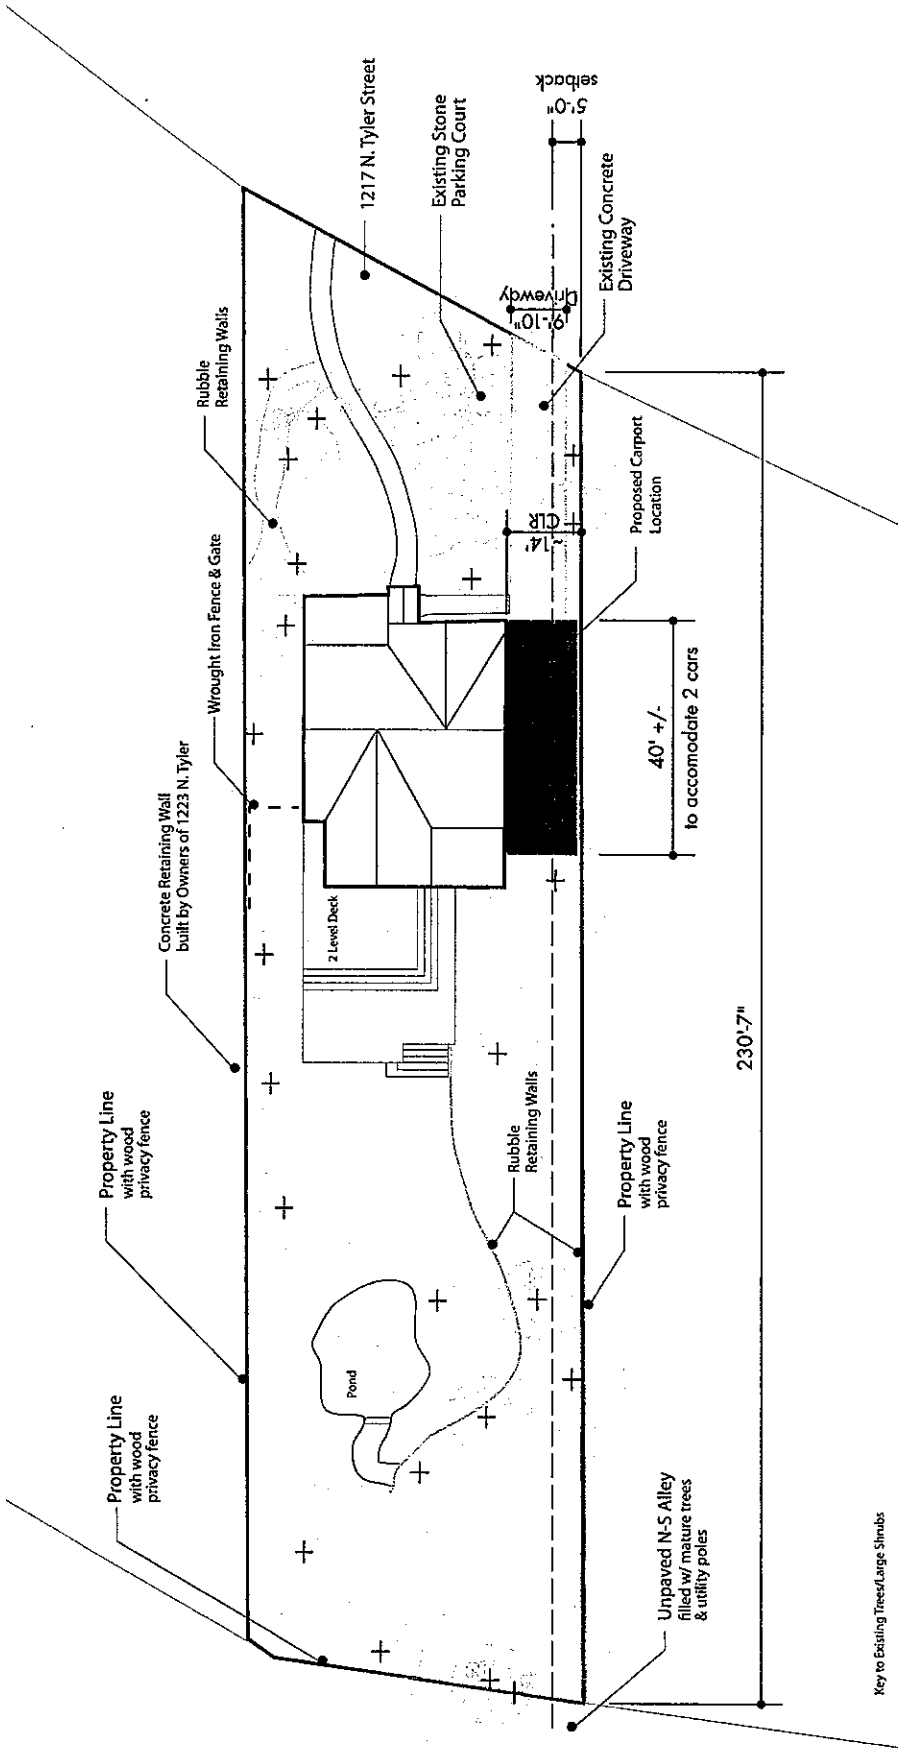 Property Line
with wood
privacy fence
Property Line
with wood
privacy fence
Concrete Retaining Wall
built by Owners of 1223 N. Tyler
Wrought Iron Fence & Gate
Rubble
Retaining Walls
1217 N. Tyler Street
Existing Stone
Parking Court
5'-0"
setback
9'-10"
Driveway
Existing Concrete
Driveway
~14'
CLR
Proposed Carport
Location
2 Level Deck
Pond
Rubble
Retaining Walls
40' +/-
to accomodate 2 cars
Property Line
with wood
privacy fence
230'-7"
Unpaved N-S Alley
filled w/ mature trees
& utility poles
Key to Existing Trees/Large Shrubs